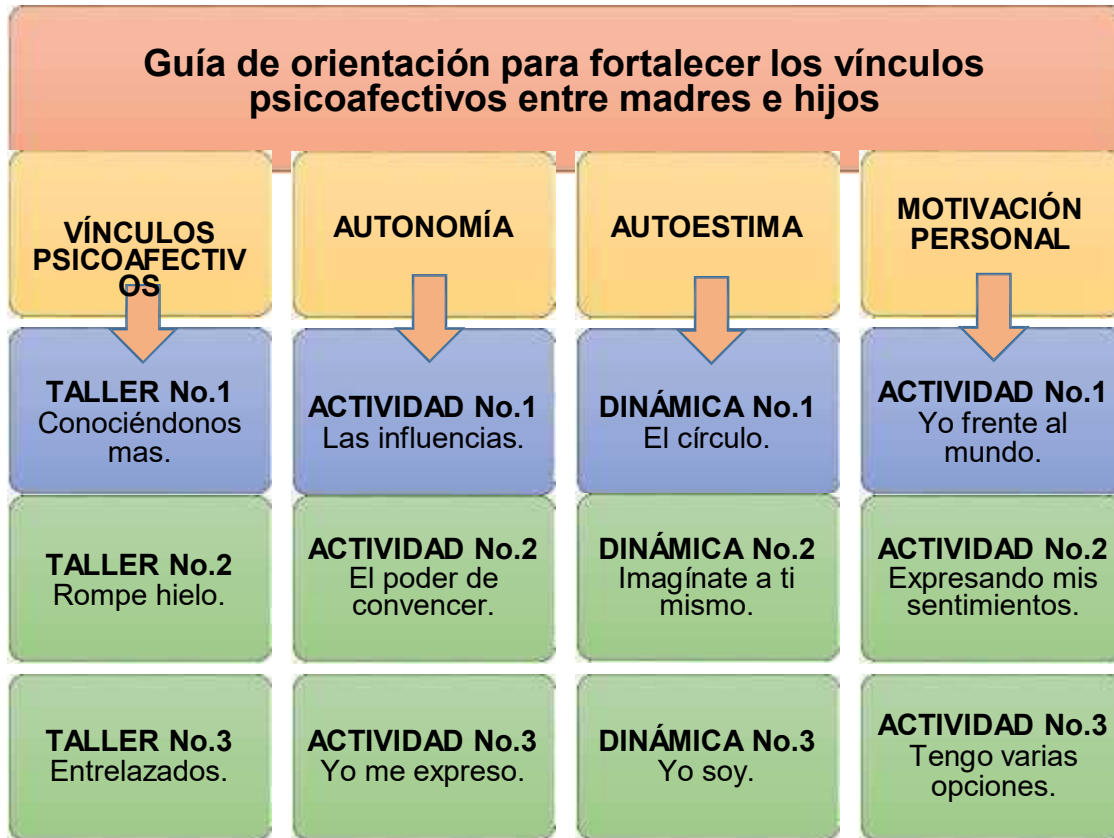 Guía de orientación para fortalecer los vínculos
psicoafectivos entre madres e hijos
VÍNCULOS
PSICOAFECTIV
OS
AUTONOMÍA
AUTOESTIMA
MOTIVACIÓN
PERSONAL
TALLER No.1
Conociéndonos
mas.
ACTIVIDAD No.1
Las influencias.
DINÁMICA No.1
El círculo.
ACTIVIDAD No.1
Yo frente al
mundo.
TALLER No.2
Rompe hielo.
ACTIVIDAD No.2
El poder de
convencer.
DINÁMICA No.2
Imagínate a ti
mismo.
ACTIVIDAD No.2
Expresando mis
sentimientos.
TALLER No.3
Entrelazados.
ACTIVIDAD No.3
Yo me expreso.
DINÁMICA No.3
Yo soy.
ACTIVIDAD No.3
Tengo varias
opciones.